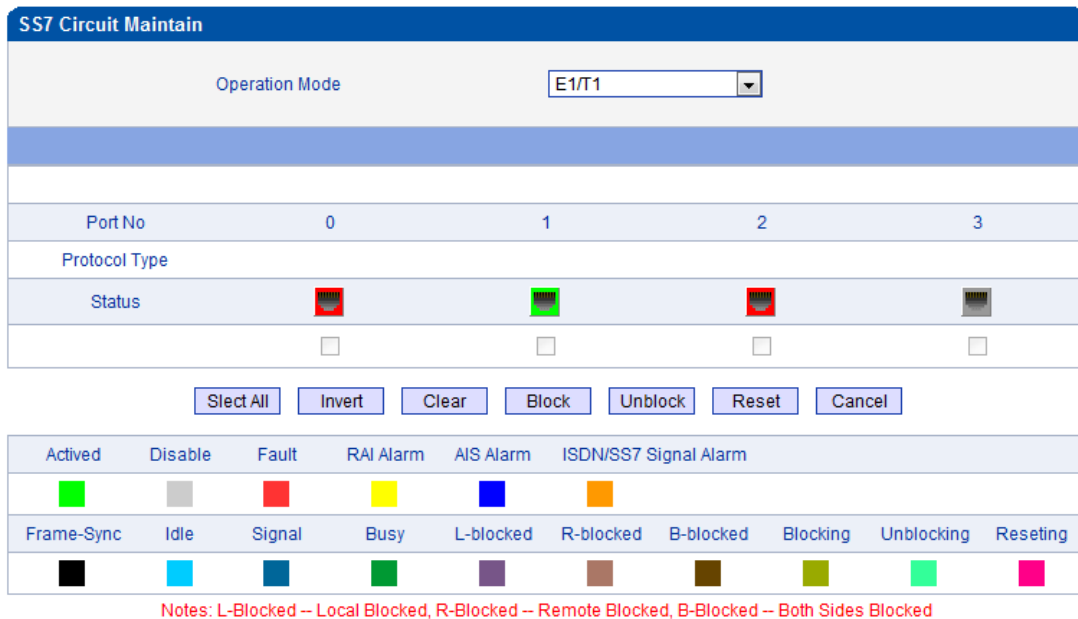 SS7 Circuit Maintain
Operation Mode E1/T1
Port No 0 1 2 3
Protocol Type
Status
Slect All Invert Clear Block Unblock Reset Cancel
Actived Disable Fault RAI Alarm AIS Alarm ISDN/SS7 Signal Alarm
Frame-Sync Idle Signal Busy L-blocked R-blocked B-blocked Blocking Unblocking Reseting
Notes: L-Blocked -- Local Blocked, R-Blocked -- Remote Blocked, B-Blocked -- Both Sides Blocked